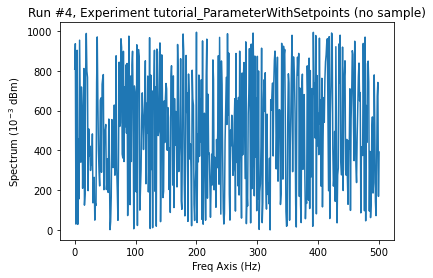 Run #4, Experiment tutorial_ParameterWithSetpoints (no sample)
Spectrum (10⁻³ dBm)
1000
800
600
400
200
0
0 100 200 300 400 500
Freq Axis (Hz)